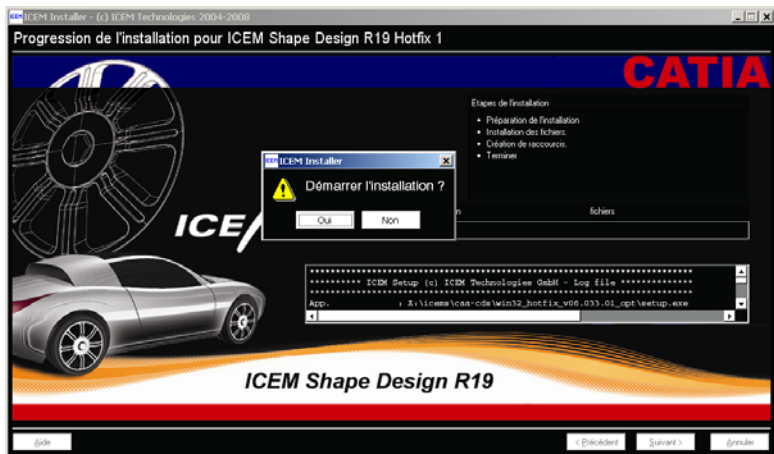 ICEM Installer - (c) ICEM Technologies 2004-2008
Progression de l'installation pour ICEM Shape Design R19 Hotfix 1
CATIA
Etapes de l'installation
• Préparation de l'installation
• Installation des fichiers.
• Création de raccourcis.
• Terminer
ICEM Installer
Démarrer l'installation ?
Oui
Non
fichiers
ICEM
********** ICEM Setup (c) ICEM Technologies GmbH - Log file **************
App. : X:\icems\caa-cds\win32_hotfix_v06.033.01_opt\setup.exe
ICEM Shape Design R19
Aide
< Précédent
Suivant >
Annuler